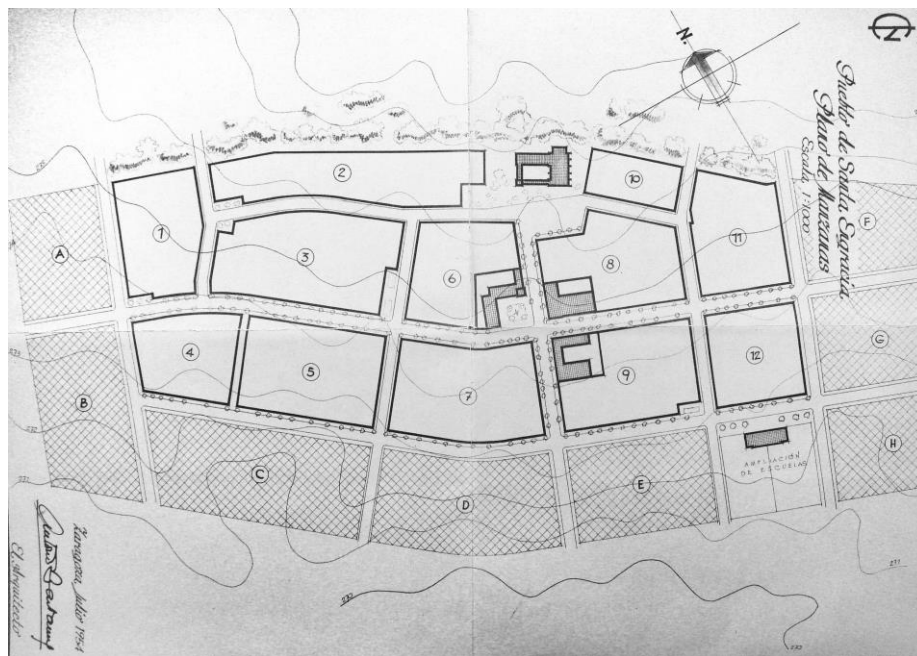 N.
Pueblo de Santa Engracia
Plano de Manzanas
Escala, 1:1000
2
10
1
A
3
6
8
11
F
4
5
7
9
12
G
B
C
D
E
H
AMPLIACIÓN
DE ESCUELAS
Zaragoza, Julio 1954
El Arquitecto